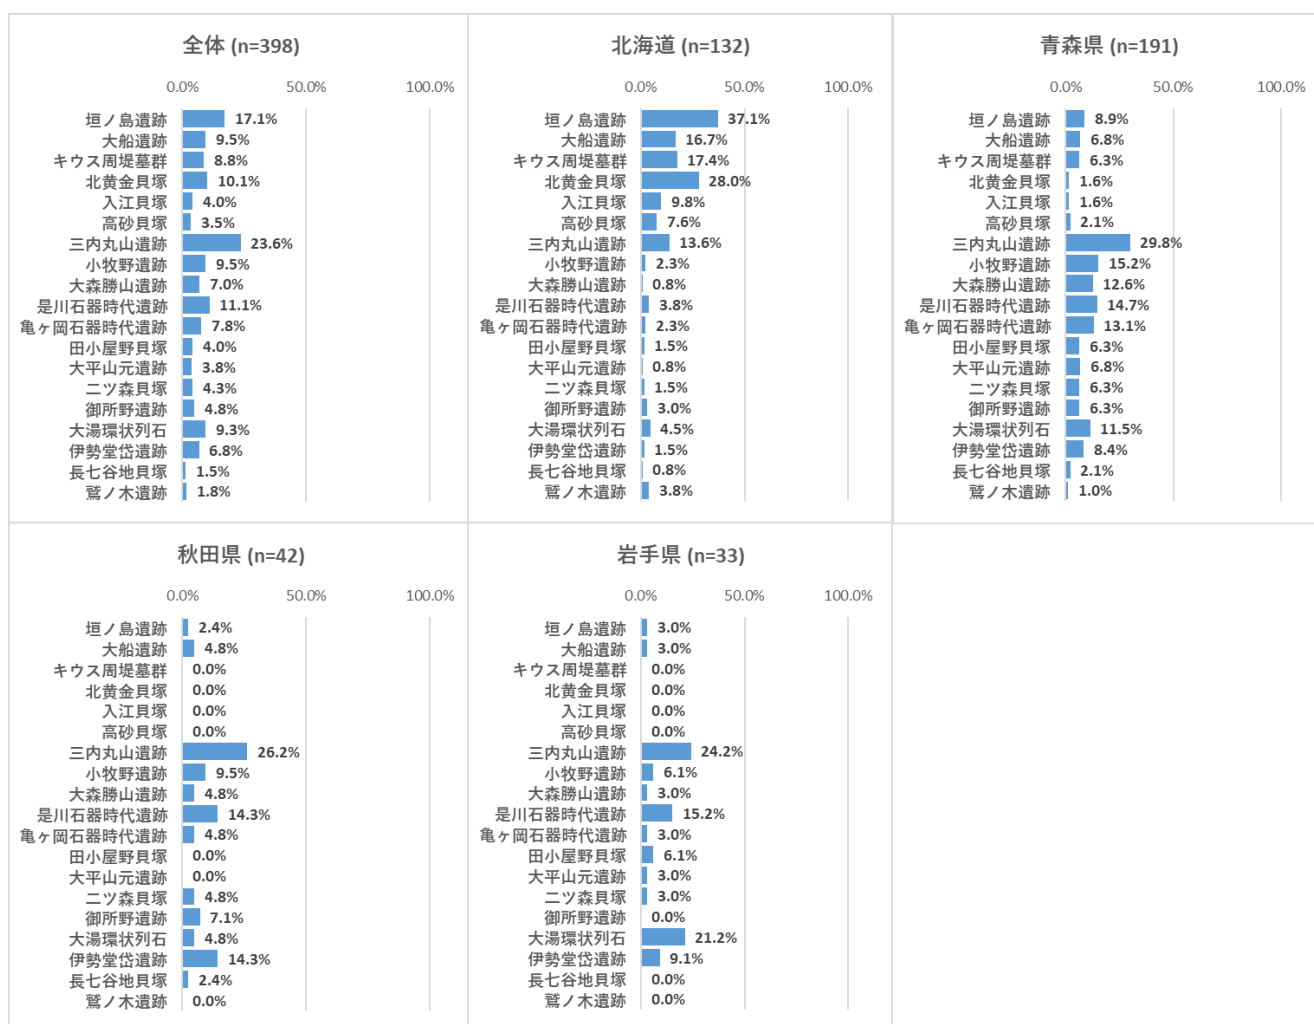 全体 (n=398)
0.0% 50.0% 100.0%
垣ノ島遺跡 17.1%
大船遺跡 9.5%
キウス周堤墓群 8.8%
北黄金貝塚 10.1%
入江貝塚 4.0%
高砂貝塚 3.5%
三内丸山遺跡 23.6%
小牧野遺跡 9.5%
大森勝山遺跡 7.0%
是川石器時代遺跡 11.1%
亀ヶ岡石器時代遺跡 7.8%
田小屋野貝塚 4.0%
大平山元遺跡 3.8%
二ツ森貝塚 4.3%
御所野遺跡 4.8%
大湯環状列石 9.3%
伊勢堂岱遺跡 6.8%
長七谷地貝塚 1.5%
鷲ノ木遺跡 1.8%
北海道 (n=132)
0.0% 50.0% 100.0%
垣ノ島遺跡 37.1%
大船遺跡 16.7%
キウス周堤墓群 17.4%
北黄金貝塚 28.0%
入江貝塚 9.8%
高砂貝塚 7.6%
三内丸山遺跡 13.6%
小牧野遺跡 2.3%
大森勝山遺跡 0.8%
是川石器時代遺跡 3.8%
亀ヶ岡石器時代遺跡 2.3%
田小屋野貝塚 1.5%
大平山元遺跡 0.8%
二ツ森貝塚 1.5%
御所野遺跡 3.0%
大湯環状列石 4.5%
伊勢堂岱遺跡 1.5%
長七谷地貝塚 0.8%
鷲ノ木遺跡 3.8%
青森県 (n=191)
0.0% 50.0% 100.0%
垣ノ島遺跡 8.9%
大船遺跡 6.8%
キウス周堤墓群 6.3%
北黄金貝塚 1.6%
入江貝塚 1.6%
高砂貝塚 2.1%
三内丸山遺跡 29.8%
小牧野遺跡 15.2%
大森勝山遺跡 12.6%
是川石器時代遺跡 14.7%
亀ヶ岡石器時代遺跡 13.1%
田小屋野貝塚 6.3%
大平山元遺跡 6.8%
二ツ森貝塚 6.3%
御所野遺跡 6.3%
大湯環状列石 11.5%
伊勢堂岱遺跡 8.4%
長七谷地貝塚 2.1%
鷲ノ木遺跡 1.0%
秋田県 (n=42)
0.0% 50.0% 100.0%
垣ノ島遺跡 2.4%
大船遺跡 4.8%
キウス周堤墓群 0.0%
北黄金貝塚 0.0%
入江貝塚 0.0%
高砂貝塚 0.0%
三内丸山遺跡 26.2%
小牧野遺跡 9.5%
大森勝山遺跡 4.8%
是川石器時代遺跡 14.3%
亀ヶ岡石器時代遺跡 4.8%
田小屋野貝塚 0.0%
大平山元遺跡 0.0%
二ツ森貝塚 4.8%
御所野遺跡 7.1%
大湯環状列石 4.8%
伊勢堂岱遺跡 14.3%
長七谷地貝塚 2.4%
鷲ノ木遺跡 0.0%
岩手県 (n=33)
0.0% 50.0% 100.0%
垣ノ島遺跡 3.0%
大船遺跡 3.0%
キウス周堤墓群 0.0%
北黄金貝塚 0.0%
入江貝塚 0.0%
高砂貝塚 0.0%
三内丸山遺跡 24.2%
小牧野遺跡 6.1%
大森勝山遺跡 3.0%
是川石器時代遺跡 15.2%
亀ヶ岡石器時代遺跡 3.0%
田小屋野貝塚 6.1%
大平山元遺跡 3.0%
二ツ森貝塚 3.0%
御所野遺跡 0.0%
大湯環状列石 21.2%
伊勢堂岱遺跡 9.1%
長七谷地貝塚 0.0%
鷲ノ木遺跡 0.0%